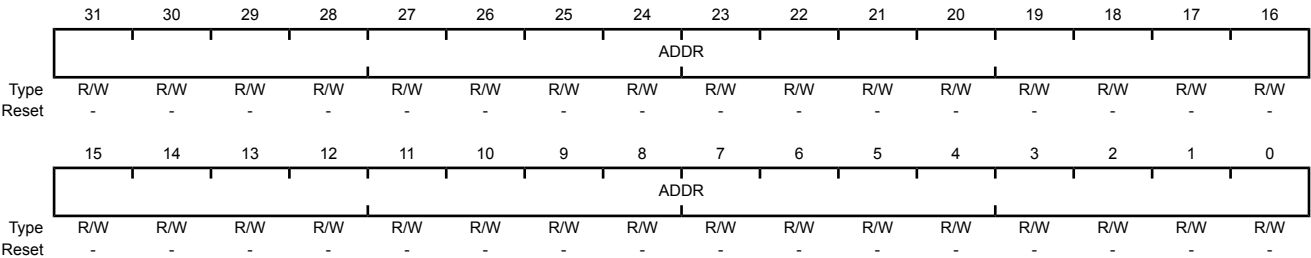 31 30 29 28 27 26 25 24 23 22 21 20 19 18 17 16
ADDR
Type R/W R/W R/W R/W R/W R/W R/W R/W R/W R/W R/W R/W R/W R/W R/W R/W
Reset - - - - - - - - - - - - - - - -
15 14 13 12 11 10 9 8 7 6 5 4 3 2 1 0
ADDR
Type R/W R/W R/W R/W R/W R/W R/W R/W R/W R/W R/W R/W R/W R/W R/W R/W
Reset - - - - - - - - - - - - - - - -